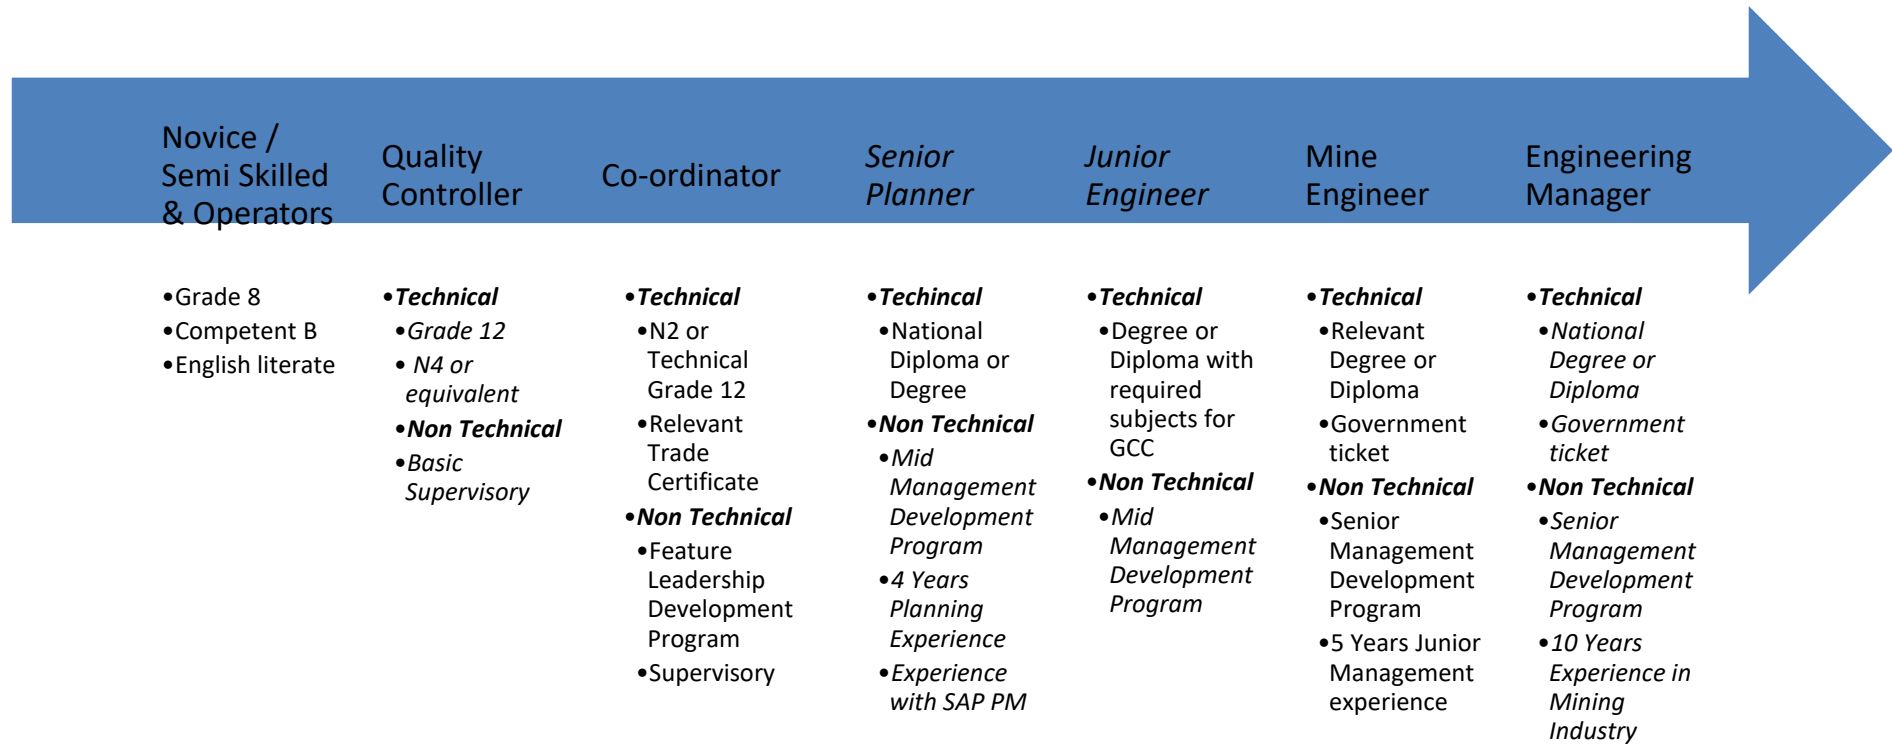 Novice /
Semi Skilled
& Operators
Quality
Controller
Co-ordinator
Senior
Planner
Junior
Engineer
Mine
Engineer
Engineering
Manager
•Grade 8
•Competent B
•English literate
•Technical
•Grade 12
• N4 or
equivalent
•Non Technical
•Basic
Supervisory
•Technical
•N2 or
Technical
Grade 12
•Relevant
Trade
Certificate
•Non Technical
•Feature
Leadership
Development
Program
•Supervisory
•Techincal
•National
Diploma or
Degree
•Non Technical
•Mid
Management
Development
Program
•4 Years
Planning
Experience
•Experience
with SAP PM
•Technical
•Degree or
Diploma with
required
subjects for
GCC
•Non Technical
•Mid
Management
Development
Program
•Technical
•Relevant
Degree or
Diploma
•Government
ticket
•Non Technical
•Senior
Management
Development
Program
•5 Years Junior
Management
experience
•Technical
•National
Degree or
Diploma
•Government
ticket
•Non Technical
•Senior
Management
Development
Program
•10 Years
Experience in
Mining
Industry